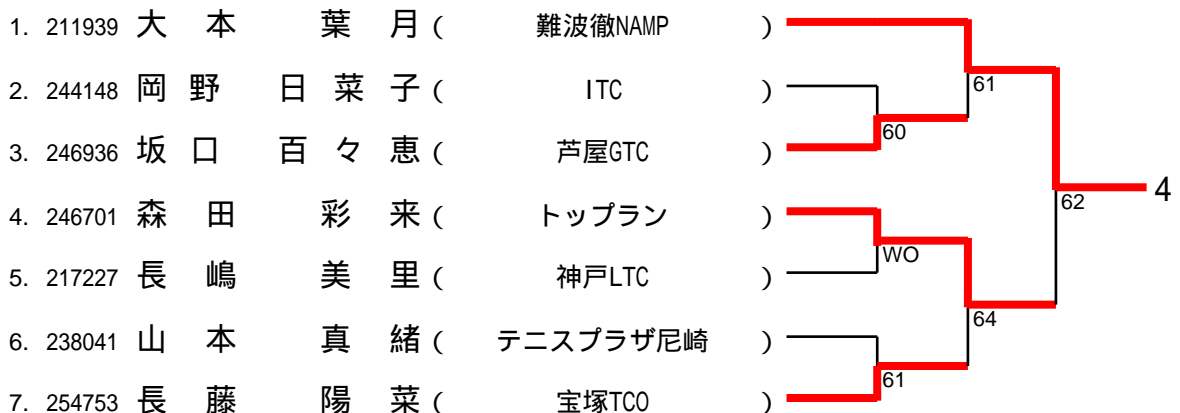 1. 211939 大本 葉月 ( 難波徹NAMP )
61
2. 244148 岡野 日菜子 ( ITC )
60
3. 246936 坂口 百々恵 ( 芦屋GTC )
62 4
4. 246701 森田 彩来 ( トップラン )
WO
5. 217227 長嶋 美里 ( 神戸LTC )
64
6. 238041 山本 真緒 ( テニスプラザ尼崎 )
61
7. 254753 長藤 陽菜 ( 宝塚TCO )